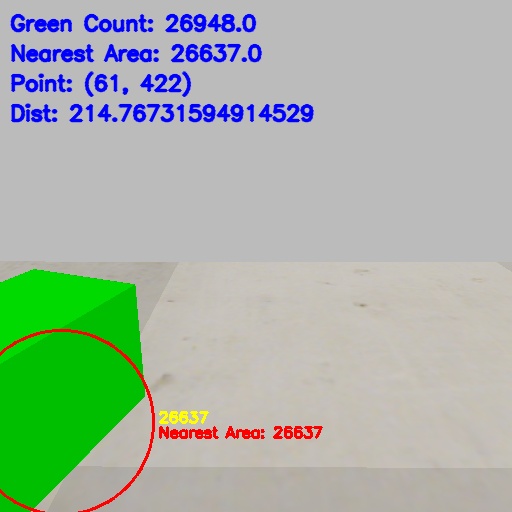 Green Count: 26948.0
Nearest Area: 26637.0
Point: (61, 422)
Dist: 214.76731594914529
26637
Nearest Area: 26637